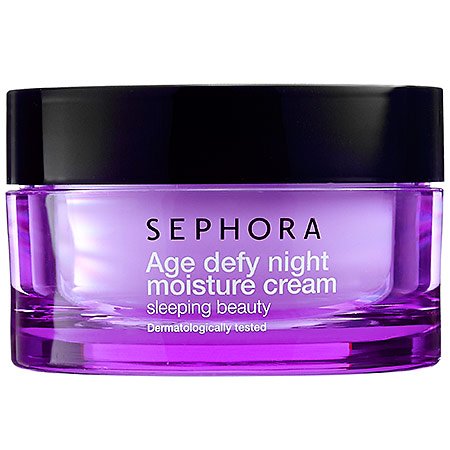 SEPHORA
Age defy night
moisture cream
sleeping beauty
Dermatologically tested